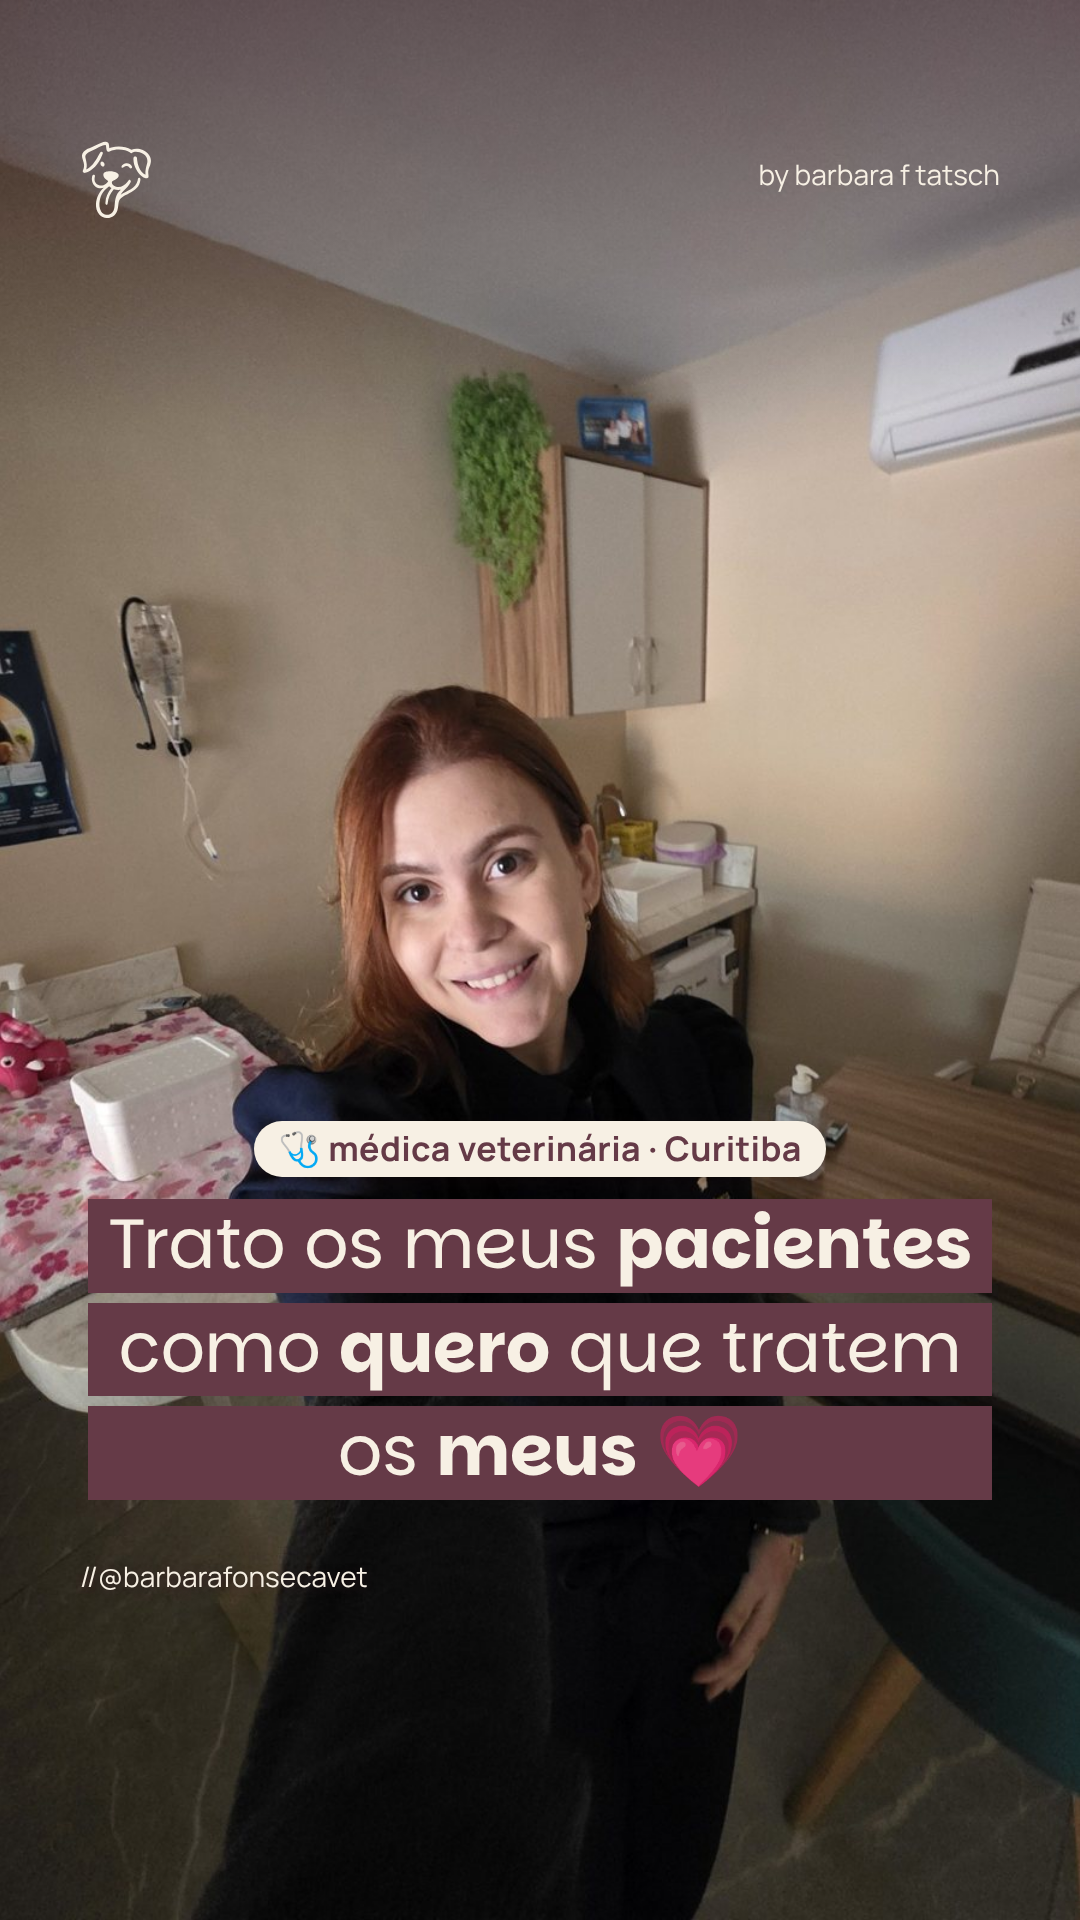 by barbara f tatsch
🩺 médica veterinária · Curitiba
Trato os meus pacientes
como quero que tratem
os meus 💗
//@barbarafonsecavet